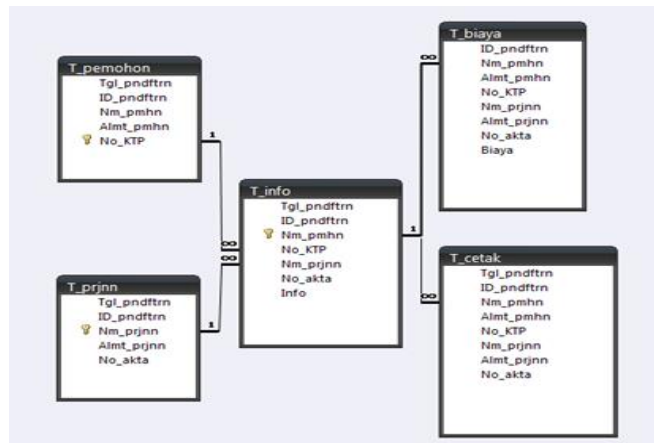 T_pemohon
Tgl_pndftrn
ID_pndftrn
Nm_pmhn
Almt_pmhn
No_KTP
1
∞
T_prjnn
Tgl_pndftrn
ID_pndftrn
Nm_prjnn
Almt_prjnn
No_akta
1
∞
T_info
Tgl_pndftrn
ID_pndftrn
Nm_pmhn
No_KTP
Nm_prjnn
No_akta
Info
1
∞
T_biaya
ID_pndftrn
Nm_pmhn
Almt_pmhn
No_KTP
Nm_prjnn
Almt_prjnn
No_akta
Biaya
∞
T_cetak
Tgl_pndftrn
ID_pndftrn
Nm_pmhn
Almt_pmhn
No_KTP
Nm_prjnn
Almt_prjnn
No_akta